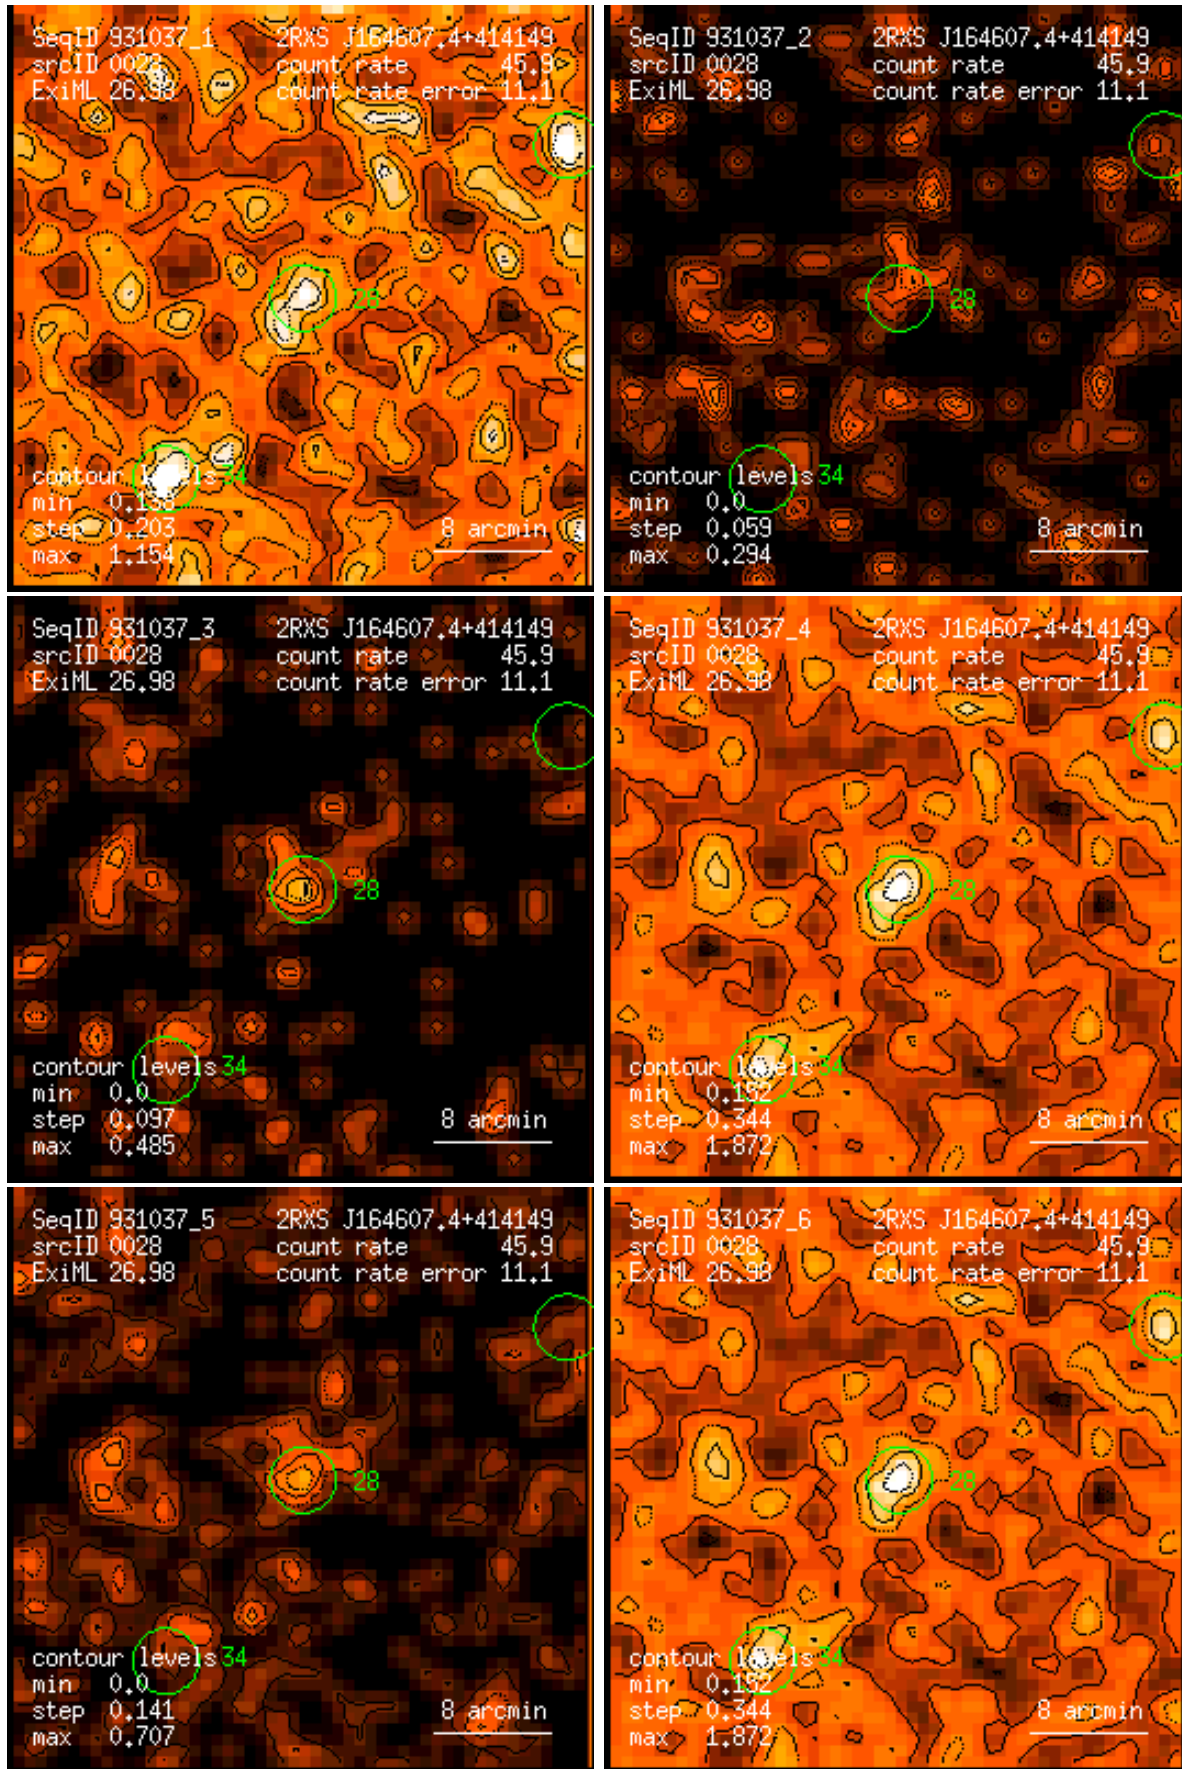 SeqID 931037_1 2RXS J164607.4+414149
srcID 0028 count rate 45.9
ExiML 26.98 count rate error 11.1
28
contour levels 34
min 0.193
step 0.203
max 1.154
8 arcmin
SeqID 931037_2 2RXS J164607.4+414149
srcID 0028 count rate 45.9
ExiML 26.98 count rate error 11.1
28
contour levels 34
min 0.0
step 0.059
max 0.294
8 arcmin
SeqID 931037_3 2RXS J164607.4+414149
srcID 0028 count rate 45.9
ExiML 26.98 count rate error 11.1
28
contour levels 34
min 0.0
step 0.097
max 0.485
8 arcmin
SeqID 931037_4 2RXS J164607.4+414149
srcID 0028 count rate 45.9
ExiML 26.98 count rate error 11.1
28
contour levels 34
min 0.152
step 0.344
max 1.872
8 arcmin
SeqID 931037_5 2RXS J164607.4+414149
srcID 0028 count rate 45.9
ExiML 26.98 count rate error 11.1
28
contour levels 34
min 0.0
step 0.141
max 0.707
8 arcmin
SeqID 931037_6 2RXS J164607.4+414149
srcID 0028 count rate 45.9
ExiML 26.98 count rate error 11.1
28
contour levels 34
min 0.152
step 0.344
max 1.872
8 arcmin